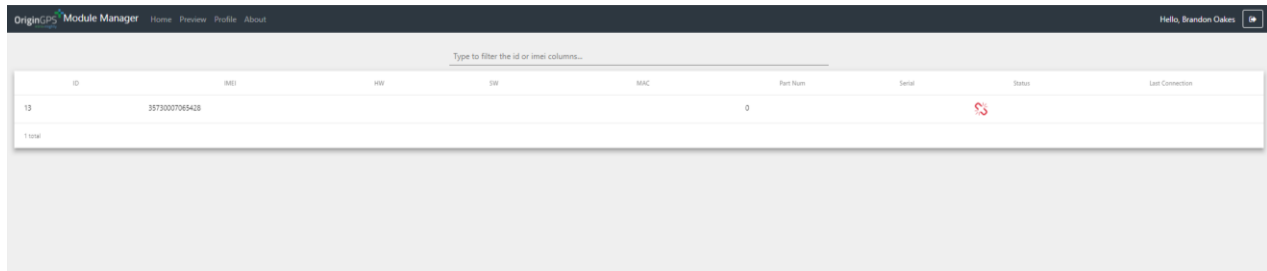 OriginGPS Module Manager Home Preview Profile About Hello, Brandon Oakes
Type to filter the id or imei columns...
ID IMEI HW SW MAC Part Num Serial Status Last Connection
13 35730007065428 0
1 total